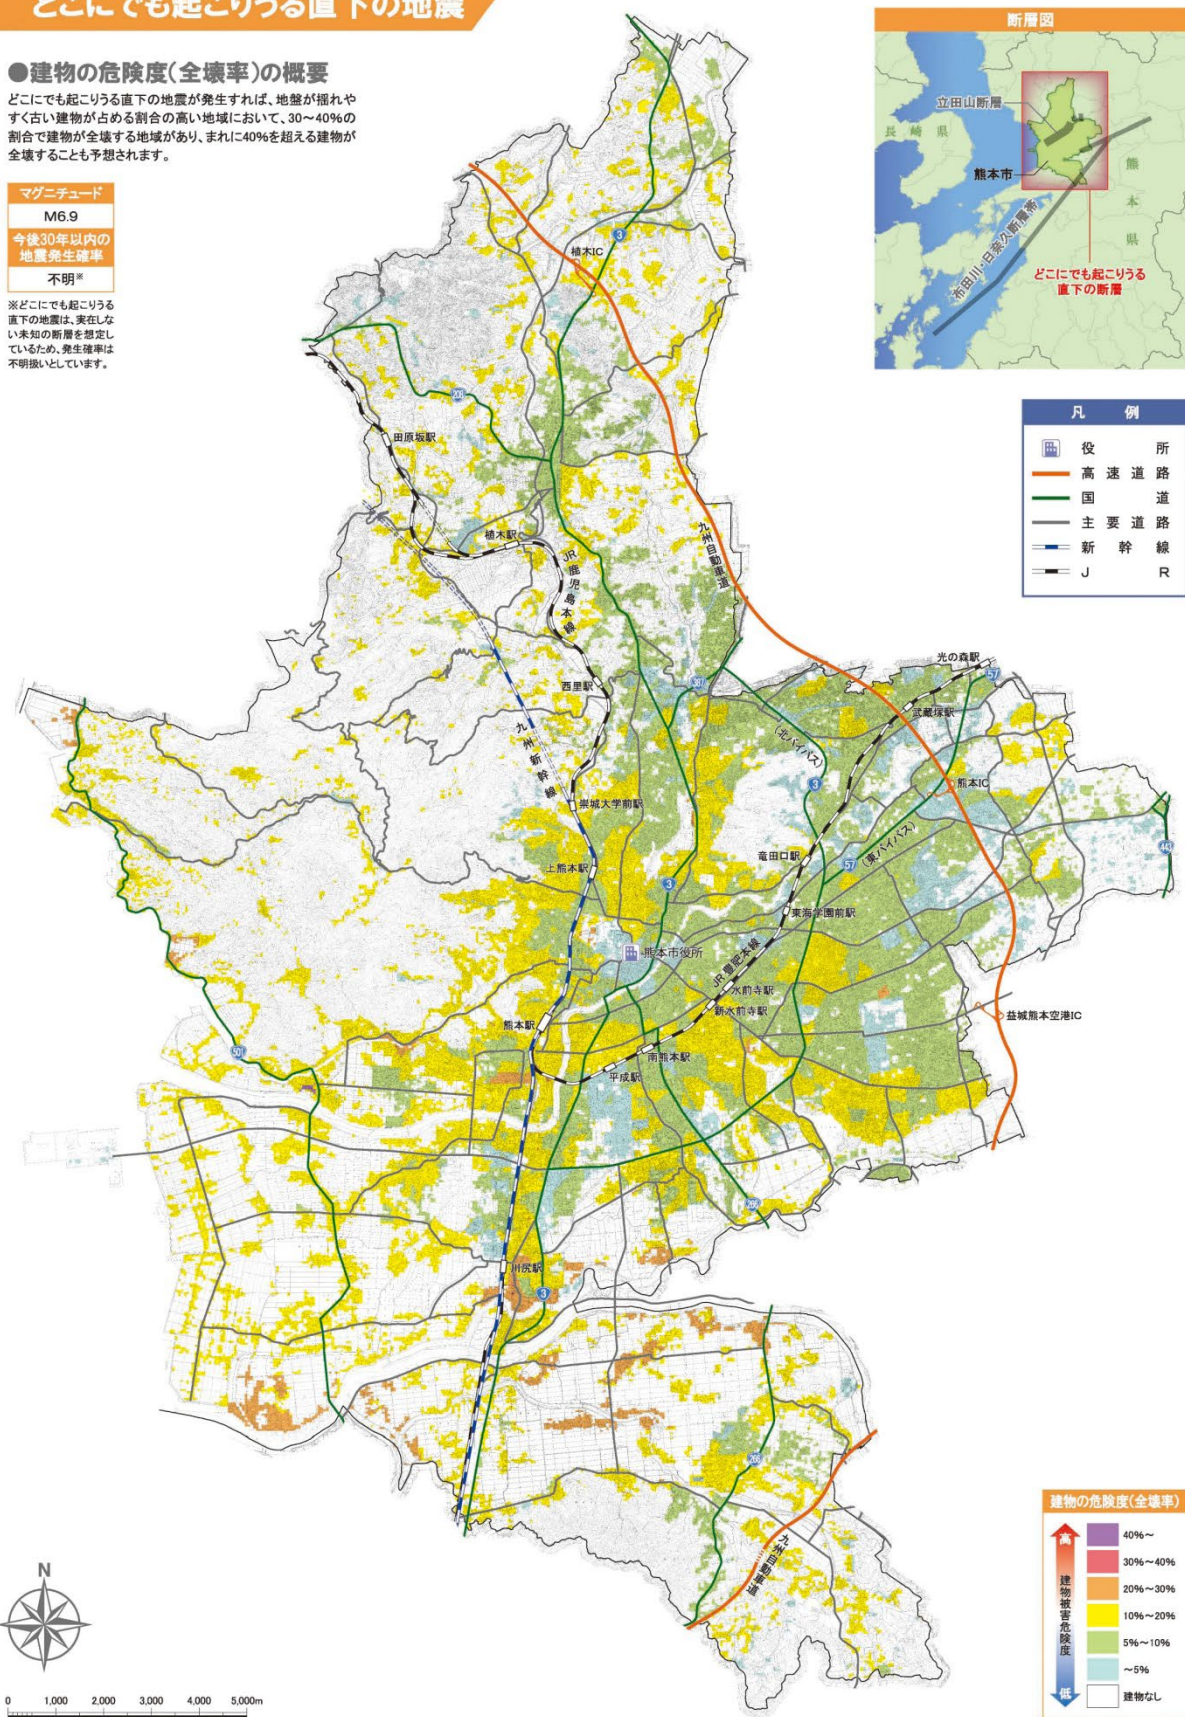 どこにでも起こりうる直下の地震
●建物の危険度(全壊率)の概要
どこにでも起こりうる直下の地震が発生すれば、地盤が揺れや
すく古い建物が占める割合の高い地域において、30〜40%の
割合で建物が全壊する地域があり、まれに40%を超える建物が
全壊することも予想されます。
マグニチュード
M6.9
今後30年以内の
地震発生確率
不明※
※どこにでも起こりうる
直下の地震は、実在しな
い未知の断層を想定し
ているため、発生確率は
不明扱いとしています。
断層図
立田山断層
長崎県
熊本市
熊本県
布田川・日奈久断層帯
どこにでも起こりうる
直下の断層
凡例
役所
高速道路
国道
主要道路
新幹線
JR
3
植木IC
208
田原坂駅
植木駅
JR鹿児島本線
九州自動車道
西里駅
387
光の森駅
57
武蔵塚駅
九州新幹線
(北バイパス)
3
熊本IC
崇城大学前駅
(東バイパス)
443
竜田口駅
57
上熊本駅
3
東海学園前駅
熊本市役所
JR豊肥本線
水前寺駅
新水前寺駅
益城熊本空港IC
熊本駅
501
南熊本駅
平成駅
266
川尻駅
3
266
九州自動車道
N
0 1,000 2,000 3,000 4,000 5,000m
建物の危険度(全壊率)
高
建物被害危険度
低
40%〜
30%〜40%
20%〜30%
10%〜20%
5%〜10%
〜5%
建物なし